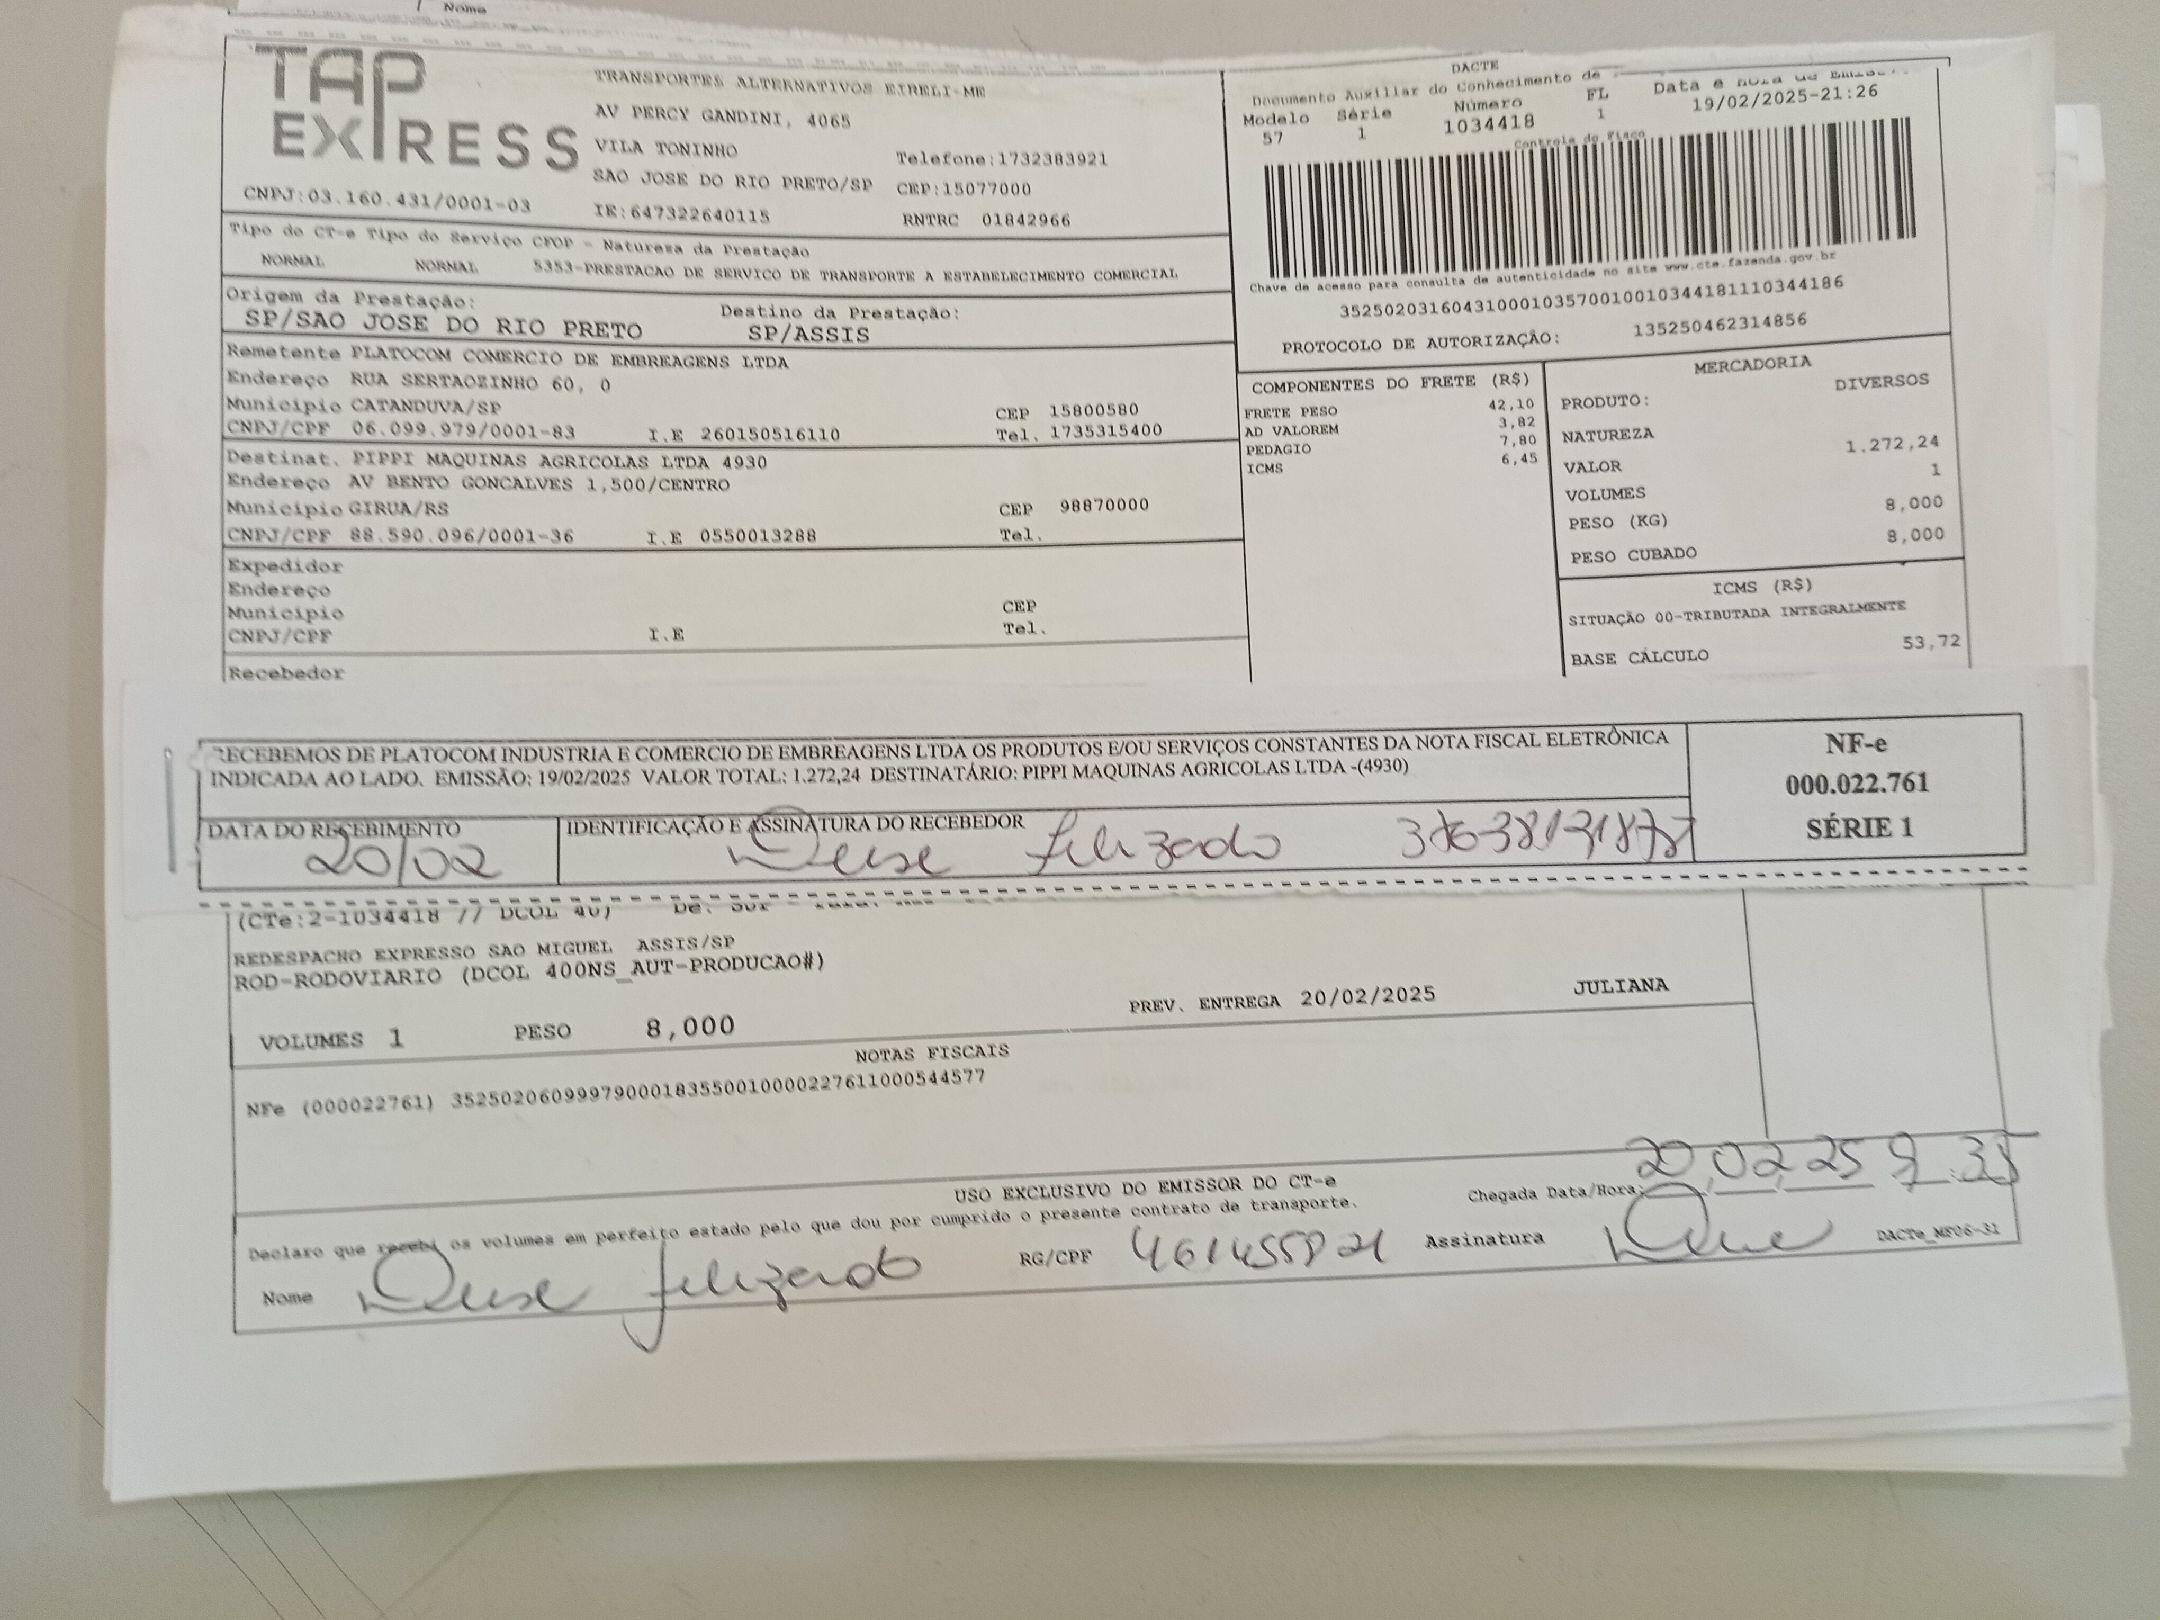 Nome
TAP EXPRESS
TRANSPORTES ALTERNATIVOS EIRELI-ME
AV PERCY GANDINI, 4065
VILA TONINHO Telefone:1732383921
SAO JOSE DO RIO PRETO/SP CEP:15077000
CNPJ:03.160.431/0001-03 IE:647322640115 RNTRC 01842966
DACTE
Documento Auxiliar do Conhecimento de
Modelo Série Número FL Data e Hora de
57 1 1034418 1 19/02/2025-21:26
Controle do Fisco
Chave de acesso para consulta de autenticidade no site www.cte.fazenda.gov.br
35250203160431000103570010010344181110344186
PROTOCOLO DE AUTORIZAÇÃO: 135250462314856
Tipo do CT-e Tipo do Serviço CFOP - Natureza da Prestação
NORMAL NORMAL 5353-PRESTACAO DE SERVICO DE TRANSPORTE A ESTABELECIMENTO COMERCIAL
Origem da Prestação: Destino da Prestação:
SP/SAO JOSE DO RIO PRETO SP/ASSIS
Remetente PLATOCOM COMERCIO DE EMBREAGENS LTDA
Endereço RUA SERTAOZINHO 60, 0
Município CATANDUVA/SP CEP 15800580
CNPJ/CPF 06.099.979/0001-83 I.E 260150516110 Tel. 1735315400
Destinat. PIPPI MAQUINAS AGRICOLAS LTDA 4930
Endereço AV BENTO GONCALVES 1,500/CENTRO
Município GIRUA/RS CEP 98870000
CNPJ/CPF 88.590.096/0001-36 I.E 0550013288 Tel.
Expedidor
Endereço
Município CEP
CNPJ/CPF I.E Tel.
Recebedor
COMPONENTES DO FRETE (R$)
FRETE PESO 42,10
AD VALOREM 3,82
PEDAGIO 7,80
ICMS 6,45
MERCADORIA
PRODUTO: DIVERSOS
NATUREZA
VALOR 1.272,24
VOLUMES 1
PESO (KG) 8,000
PESO CUBADO 8,000
ICMS (R$)
SITUAÇÃO 00-TRIBUTADA INTEGRALMENTE
BASE CÁLCULO 53,72
RECEBEMOS DE PLATOCOM INDUSTRIA E COMERCIO DE EMBREAGENS LTDA OS PRODUTOS E/OU SERVIÇOS CONSTANTES DA NOTA FISCAL ELETRÔNICA
INDICADA AO LADO. EMISSÃO: 19/02/2025 VALOR TOTAL: 1.272,24 DESTINATÁRIO: PIPPI MAQUINAS AGRICOLAS LTDA -(4930)
NF-e
000.022.761
SÉRIE 1
DATA DO RECEBIMENTO IDENTIFICAÇÃO E ASSINATURA DO RECEBEDOR
20/02 Deise felizado
(CTe:2-1034418 // DCOL 40)
REDESPACHO EXPRESSO SAO MIGUEL ASSIS/SP
ROD-RODOVIARIO (DCOL 400NS_AUT-PRODUCAO#)
VOLUMES 1 PESO 8,000 PREV. ENTREGA 20/02/2025 JULIANA
NOTAS FISCAIS
NFe (000022761) 35250206099979000183550010000227611000544577
USO EXCLUSIVO DO EMISSOR DO CT-e
Chegada Data/Hora: 20,02,25 9:35
Declaro que recebi os volumes em perfeito estado pelo que dou por cumprido o presente contrato de transporte.
Nome Deise felizado RG/CPF Assinatura Deise DACTe_MF06-31